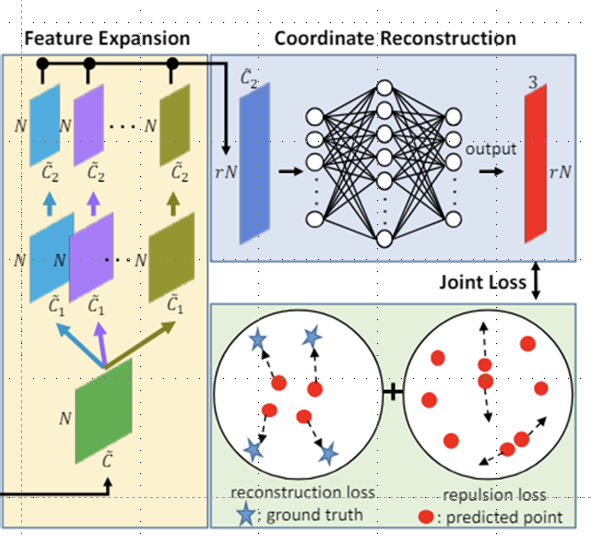 Feature Expansion
Coordinate Reconstruction
N N ··· N
C̃₂ C̃₂ C̃₂
N N ··· N
C̃₁ C̃₁ C̃₁
N
C̃
C̃₂
rN
output
3
rN
Joint Loss
+
reconstruction loss
: ground truth
repulsion loss
: predicted point